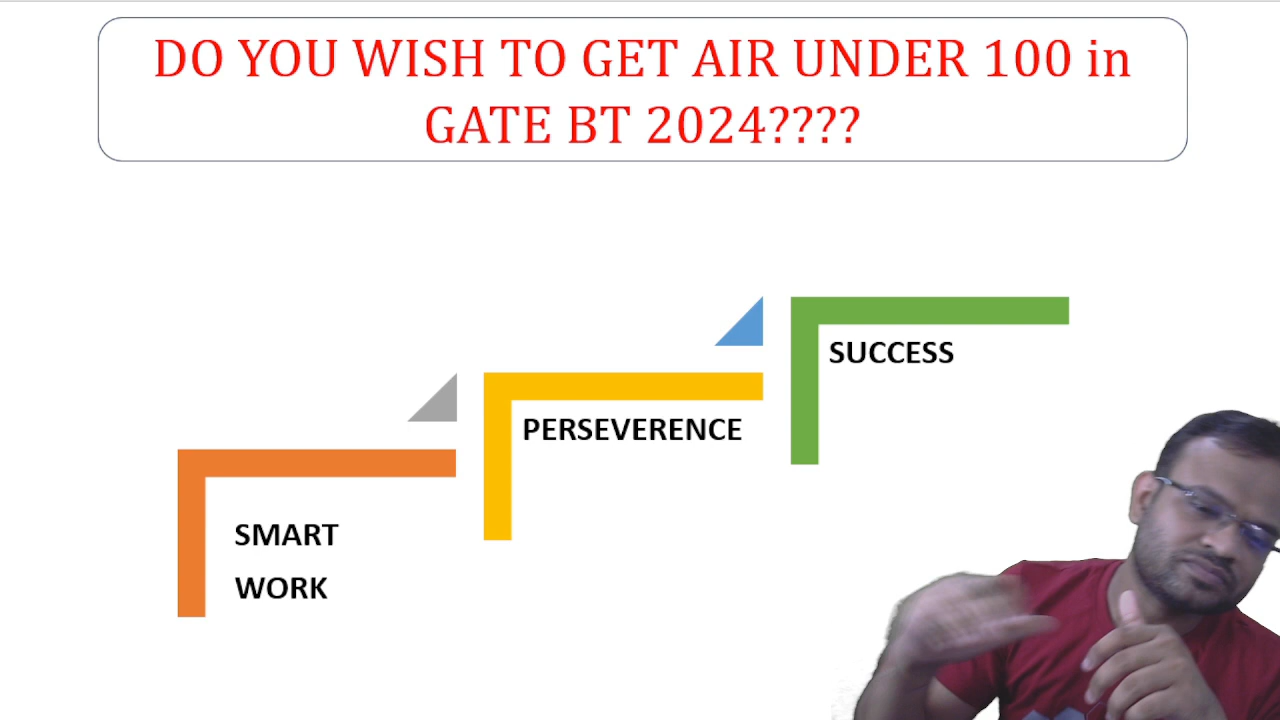 DO YOU WISH TO GET AIR UNDER 100 in
GATE BT 2024????
SUCCESS
PERSEVERENCE
SMART
WORK